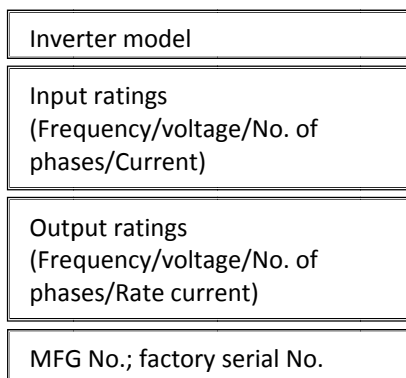 Inverter model
Input ratings
(Frequency/voltage/No. of
phases/Current)
Output ratings
(Frequency/voltage/No. of
phases/Rate current)
MFG No.; factory serial No.